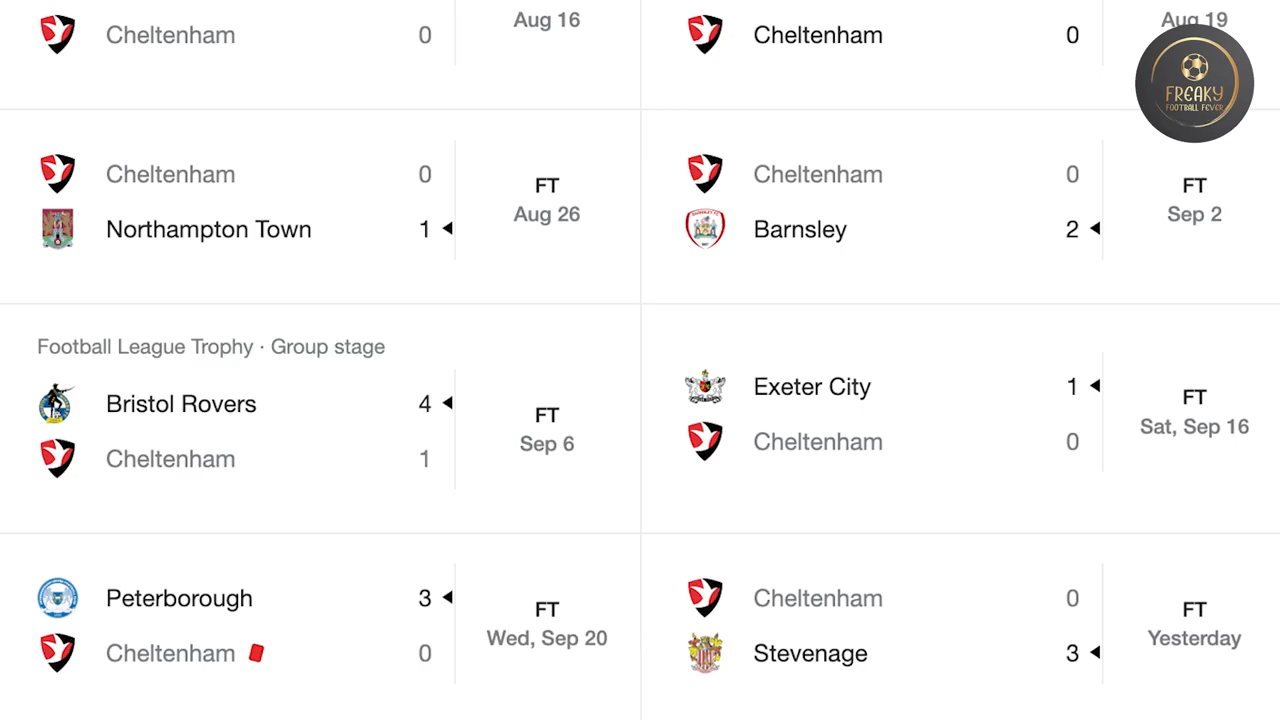 Cheltenham 0
Aug 16
Cheltenham 0
Aug 19
FREAKY
FOOTBALL FEVER
Cheltenham 0
Northampton Town 1
FT
Aug 26
Cheltenham 0
Barnsley 2
FT
Sep 2
Football League Trophy · Group stage
Bristol Rovers 4
Cheltenham 1
FT
Sep 6
Exeter City 1
Cheltenham 0
FT
Sat, Sep 16
Peterborough 3
Cheltenham 0
FT
Wed, Sep 20
Cheltenham 0
Stevenage 3
FT
Yesterday